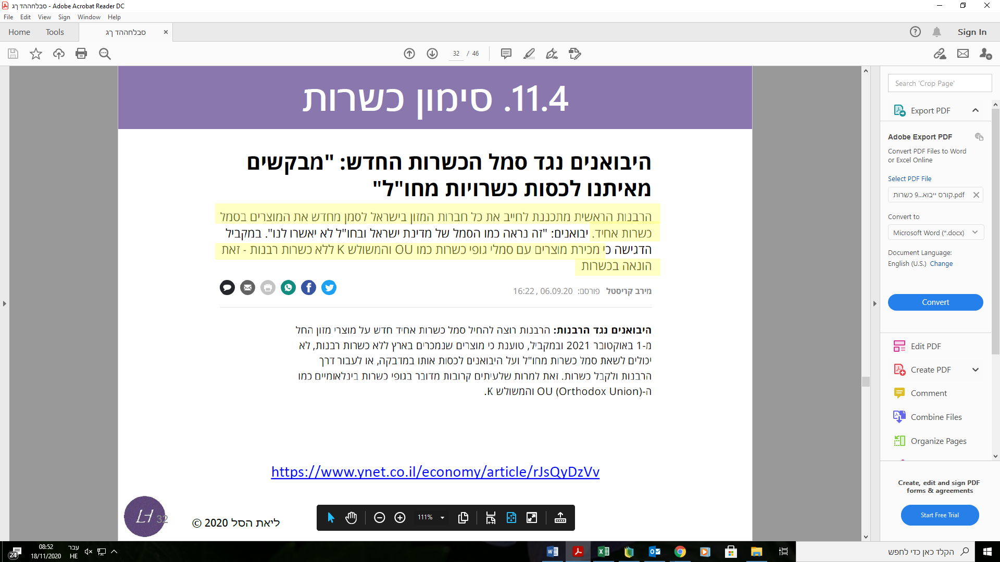 סבלחההד ךג - Adobe Acrobat Reader DC
File Edit View Sign Window Help
Home Tools סבלחההד ךג
Sign In
32 / 46
11.4. סימון כשרות
היבואנים נגד סמל הכשרות החדש: "מבקשים
מאיתנו לכסות כשרויות מחו"ל"
הרבנות הראשית מתכננת לחייב את כל חברות המזון בישראל לסמן מחדש את המוצרים בסמל
כשרות אחיד. יבואנים: "זה נראה כמו הסמל של מדינת ישראל ובחו"ל לא יאשרו לנו". במקביל
הדגישה כי מכירת מוצרים עם סמלי גופי כשרות כמו OU והמשולש K ללא כשרות רבנות - זאת
הונאה בכשרות
מירב קריסטל פורסם: 06.09.20 , 16:22
היבואנים נגד הרבנות: הרבנות רוצה להחיל סמל כשרות אחיד חדש על מוצרי מזון החל
מ-1 באוקטובר 2021 ובמקביל, טוענת כי מוצרים שנמכרים בארץ ללא כשרות רבנות, לא
יכולים לשאת סמל כשרות מחו"ל ועל היבואנים לכסות אותו במדבקה, או לעבור דרך
הרבנות ולקבל כשרות. זאת למרות שלעיתים קרובות מדובר בגופי כשרות בינלאומיים כמו
ה-OU (Orthodox Union) והמשולש K.
https://www.ynet.co.il/economy/article/rJsQyDzVv
LH 32
ליאת הסל 2020 ©
111%
Search 'Crop Page'
Export PDF
Adobe Export PDF
Convert PDF Files to Word
or Excel Online
Select PDF File
קורס ייבוא...9 כשרות.pdf
Convert to
Microsoft Word (*.docx)
Document Language:
English (U.S.) Change
Convert
Edit PDF
Create PDF
Comment
Combine Files
Organize Pages
Create, edit and sign PDF
forms & agreements
Start Free Trial
24
08:52
18/11/2020
עבר
HE
הקלד כאן כדי לחפש